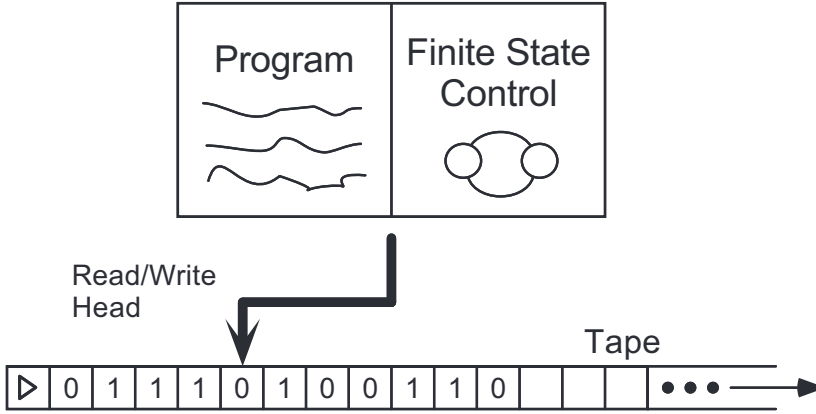 Program
Finite State
Control
Read/Write
Head
Tape
0 1 1 1 0 1 0 0 1 1 0